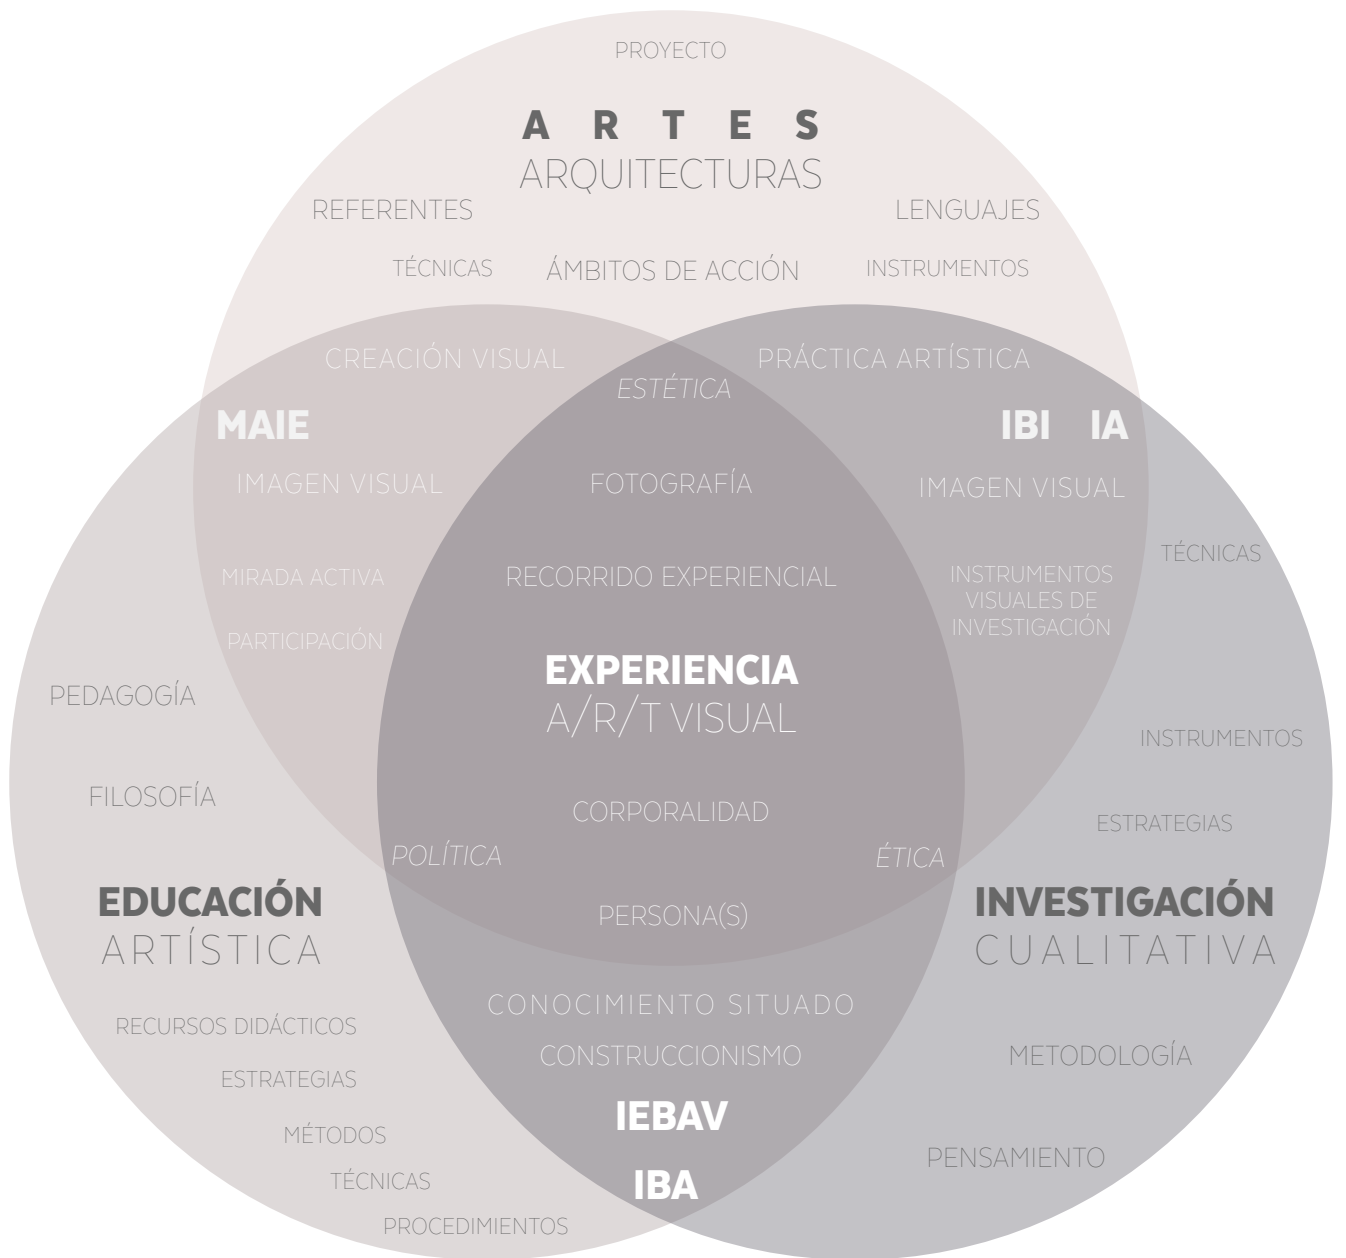 PROYECTO
ARTES
ARQUITECTURAS
REFERENTES
LENGUAJES
TÉCNICAS
ÁMBITOS DE ACCIÓN
INSTRUMENTOS
CREACIÓN VISUAL
PRÁCTICA ARTÍSTICA
ESTÉTICA
MAIE
IBI IA
IMAGEN VISUAL
FOTOGRAFÍA
IMAGEN VISUAL
TÉCNICAS
MIRADA ACTIVA
RECORRIDO EXPERIENCIAL
INSTRUMENTOS
VISUALES DE
INVESTIGACIÓN
PARTICIPACIÓN
EXPERIENCIA
A/R/T VISUAL
PEDAGOGÍA
INSTRUMENTOS
FILOSOFÍA
CORPORALIDAD
ESTRATEGIAS
POLÍTICA
ÉTICA
EDUCACIÓN
ARTÍSTICA
PERSONA(S)
INVESTIGACIÓN
CUALITATIVA
CONOCIMIENTO SITUADO
RECURSOS DIDÁCTICOS
CONSTRUCCIONISMO
METODOLOGÍA
ESTRATEGIAS
IEBAV
MÉTODOS
PENSAMIENTO
TÉCNICAS
IBA
PROCEDIMIENTOS